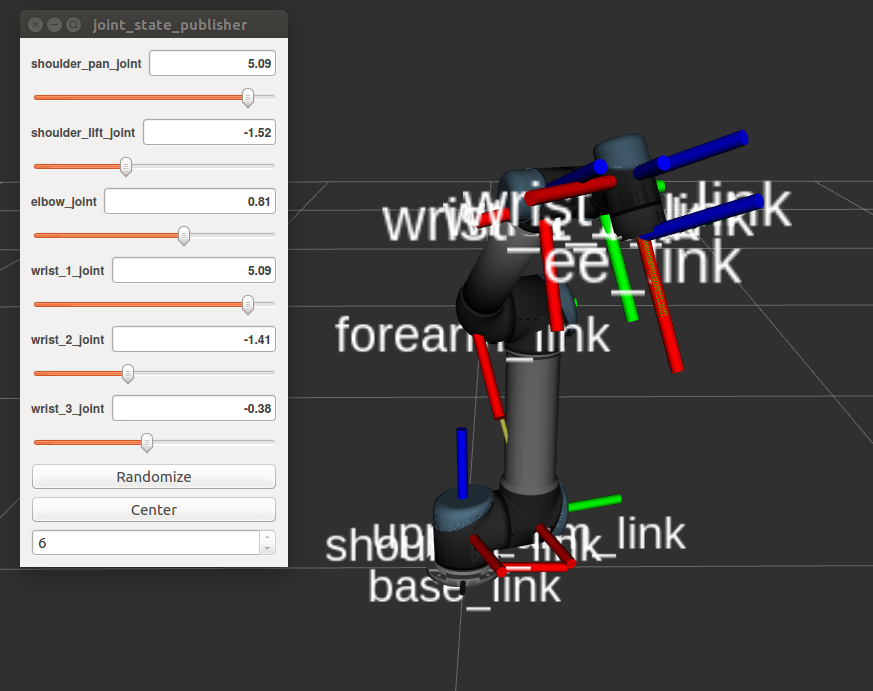 joint_state_publisher
shoulder_pan_joint 5.09
shoulder_lift_joint -1.52
elbow_joint 0.81
wrist_1_joint 5.09
wrist_2_joint -1.41
wrist_3_joint -0.38
Randomize
Center
6
ee_link
forearm_link
base_link